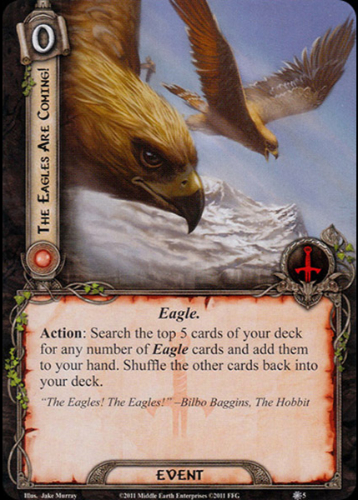 0
THE EAGLES ARE COMING!
Eagle.
Action: Search the top 5 cards of your deck
for any number of Eagle cards and add them
to your hand. Shuffle the other cards back into
your deck.
“The Eagles! The Eagles!” –Bilbo Baggins, The Hobbit
EVENT
Illus. Jake Murray
©2011 Middle Earth Enterprises ©2011 FFG
5